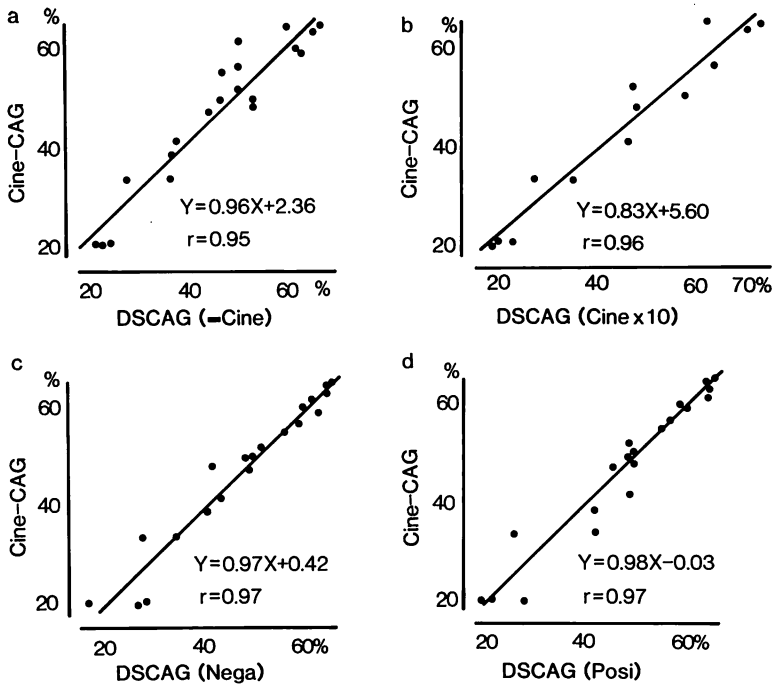 a
%
60
40
20
Cine-CAG
Y=0.96X+2.36
r=0.95
20 40 60 %
DSCAG (=Cine)
b
%
60
40
20
Cine-CAG
Y=0.83X+5.60
r=0.96
20 40 60 70%
DSCAG (Cine x10)
c
%
60
40
20
Cine-CAG
Y=0.97X+0.42
r=0.97
20 40 60%
DSCAG (Nega)
d
%
60
40
20
Cine-CAG
Y=0.98X−0.03
r=0.97
20 40 60%
DSCAG (Posi)